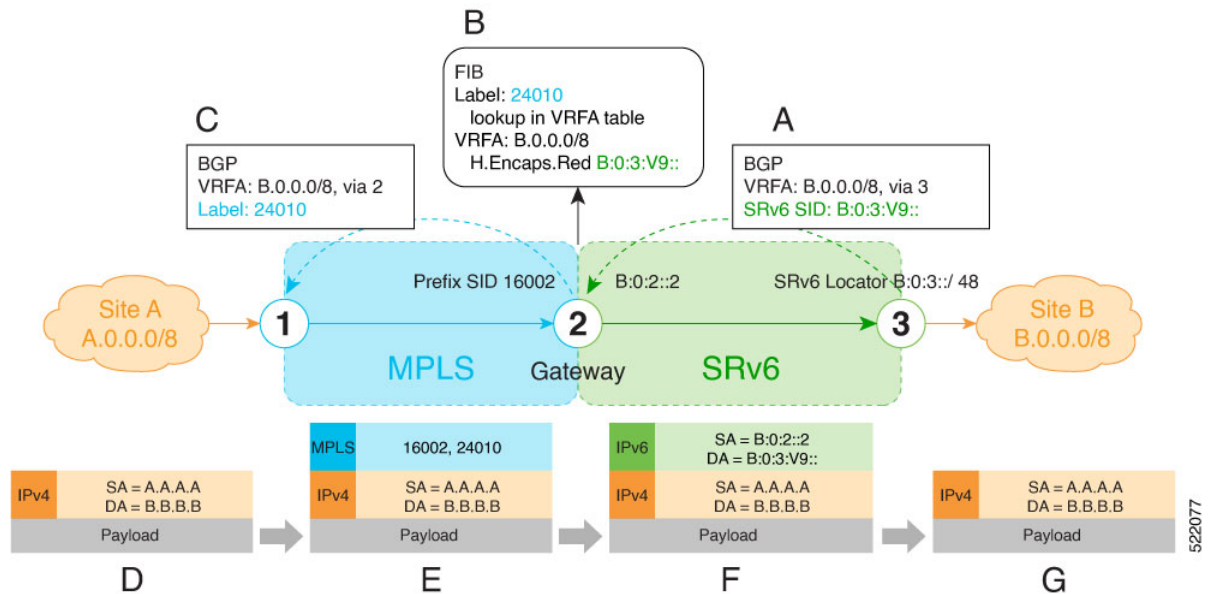 B
FIB
Label: 24010
lookup in VRFA table
VRFA: B.0.0.0/8
H.Encaps.Red B:0:3:V9::
C
BGP
VRFA: B.0.0.0/8, via 2
Label: 24010
A
BGP
VRFA: B.0.0.0/8, via 3
SRv6 SID: B:0:3:V9::
Prefix SID 16002
B:0:2::2
SRv6 Locator B:0:3::/ 48
Site A
A.0.0.0/8
1
2
3
Site B
B.0.0.0/8
MPLS
Gateway
SRv6
IPv4
SA = A.A.A.A
DA = B.B.B.B
Payload
D
MPLS
16002, 24010
IPv4
SA = A.A.A.A
DA = B.B.B.B
Payload
E
IPv6
SA = B:0:2::2
DA = B:0:3:V9::
IPv4
SA = A.A.A.A
DA = B.B.B.B
Payload
F
IPv4
SA = A.A.A.A
DA = B.B.B.B
Payload
G
522077